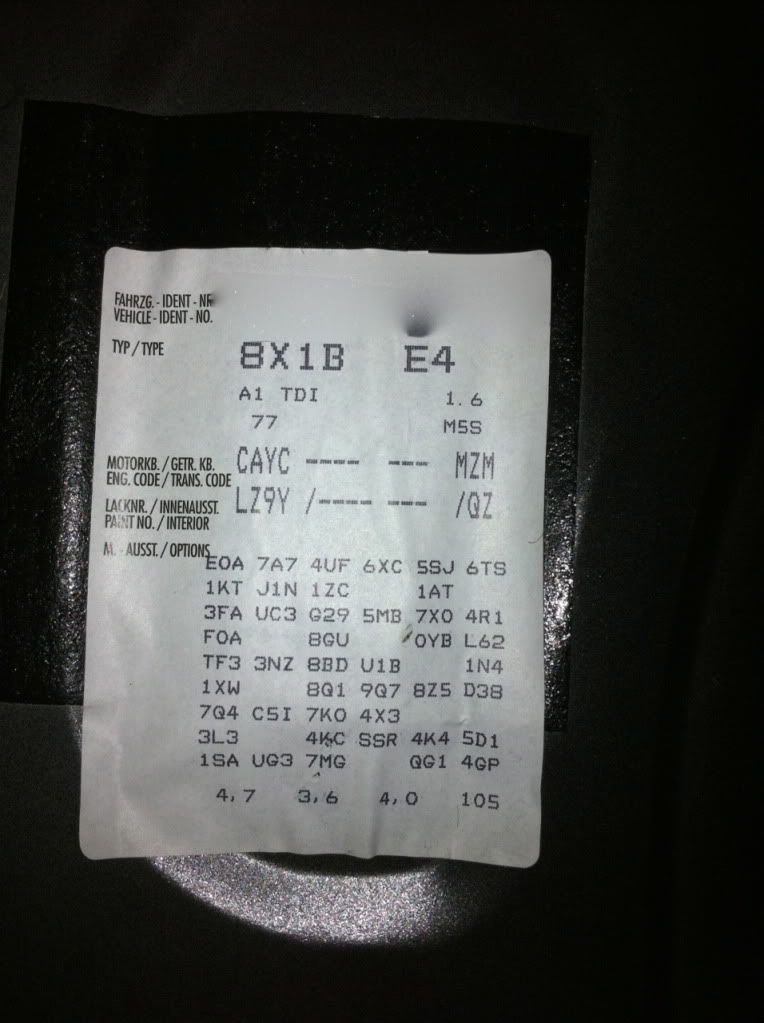 FAHRZG. - IDENT - NR
VEHICLE - IDENT - NO.
TYP / TYPE 8X1B E4
A1 TDI 1.6
77 M5S
MOTORKB. / GETR. KB. CAYC ---- --- MZM
ENG. CODE / TRANS. CODE
LACKNR. / INNENAUSST. LZ9Y /---- --- /QZ
PAINT NO. / INTERIOR
M. - AUSST. / OPTIONS
E0A 7A7 4UF 6XC 5SJ 6TS
1KT J1N 1ZC 1AT
3FA UC3 G29 5MB 7X0 4R1
F0A 8GU 0YB L62
TF3 3NZ 8BD U1B 1N4
1XW 8Q1 9Q7 8Z5 D38
7Q4 C5I 7K0 4X3
3L3 4KC SSR 4K4 5D1
1SA UG3 7MG QG1 4GP
4,7 3,6 4,0 105